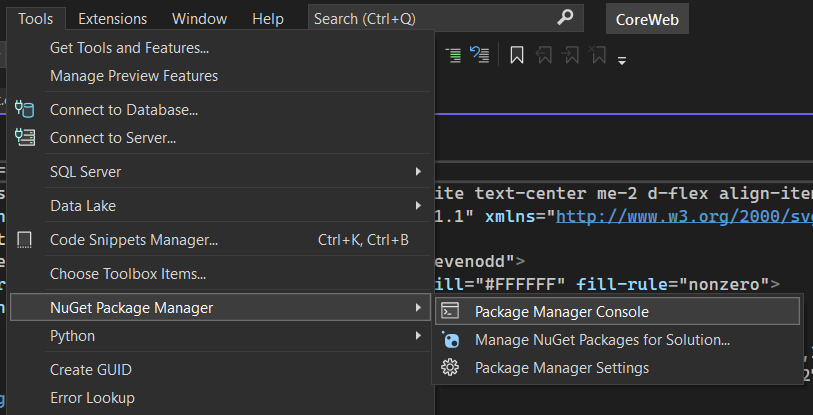 Tools Extensions Window Help Search (Ctrl+Q) CoreWeb
Get Tools and Features...
Manage Preview Features
Connect to Database...
Connect to Server...
SQL Server
ite text-center me-2 d-flex align-ite
Data Lake
1.1" xmlns="http://www.w3.org/2000/sv
Code Snippets Manager... Ctrl+K, Ctrl+B
evenodd">
Choose Toolbox Items...
ill="#FFFFFF" fill-rule="nonzero">
NuGet Package Manager
Package Manager Console
Python
Manage NuGet Packages for Solution...
Create GUID
Package Manager Settings
Error Lookup